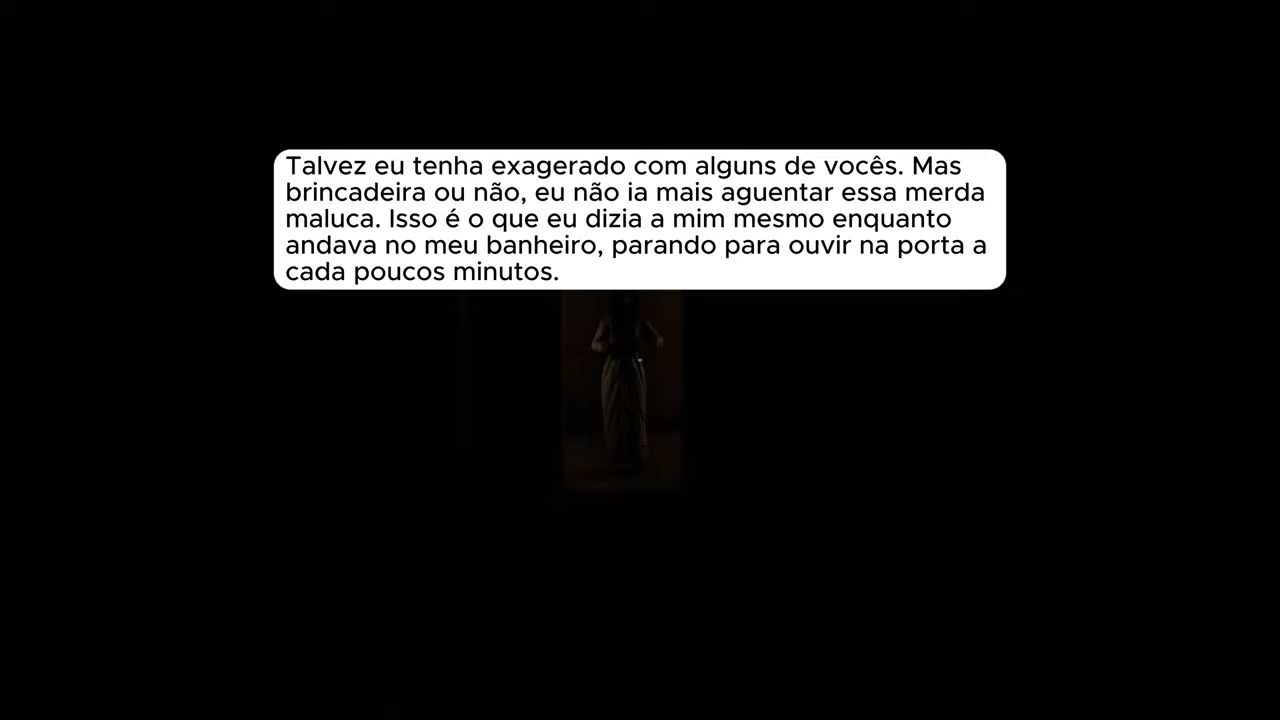 Talvez eu tenha exagerado com alguns de vocês. Mas
brincadeira ou não, eu não ia mais aguentar essa merda
maluca. Isso é o que eu dizia a mim mesmo enquanto
andava no meu banheiro, parando para ouvir na porta a
cada poucos minutos.